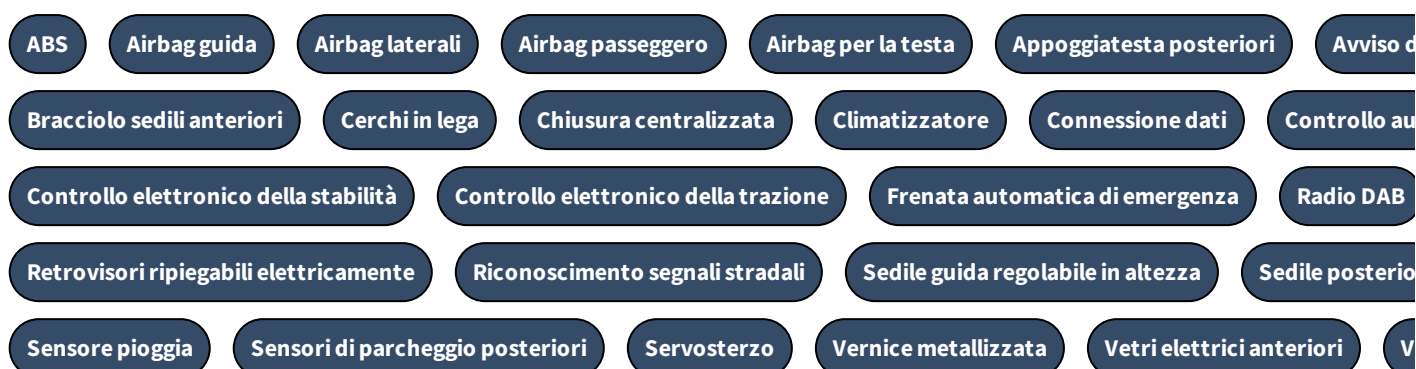 ABS Airbag guida Airbag laterali Airbag passeggero Airbag per la testa Appoggiatesta posteriori Avviso
Bracciolo sedili anteriori Cerchi in lega Chiusura centralizzata Climatizzatore Connessione dati Controllo
Controllo elettronico della stabilità Controllo elettronico della trazione Frenata automatica di emergenza Radio DAB
Retrovisori ripiegabili elettricamente Riconoscimento segnali stradali Sedile guida regolabile in altezza Sedile
Sensore pioggia Sensori di parcheggio posteriori Servosterzo Vernice metallizzata Vetri elettrici anteriori